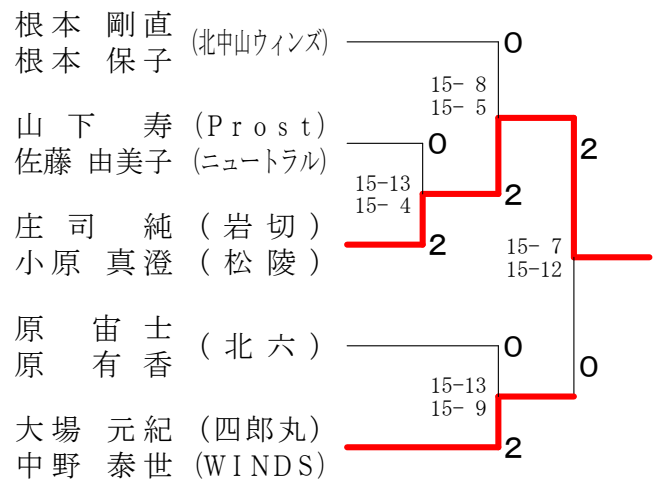 根本 剛直 (北中山ウィンズ) 0
根本 保子
15- 8
15- 5
山下 寿 (Prost) 0 2
佐藤 由美子 (ニュートラル)
15-13
15- 4 2
庄司 純 (岩切) 2
小原 真澄 (松陵)
15- 7
15-12
原 宙士 (北六) 0
原 有香 0
15-13
15- 9
大場 元紀 (四郎丸) 2
中野 泰世 (WINDS)